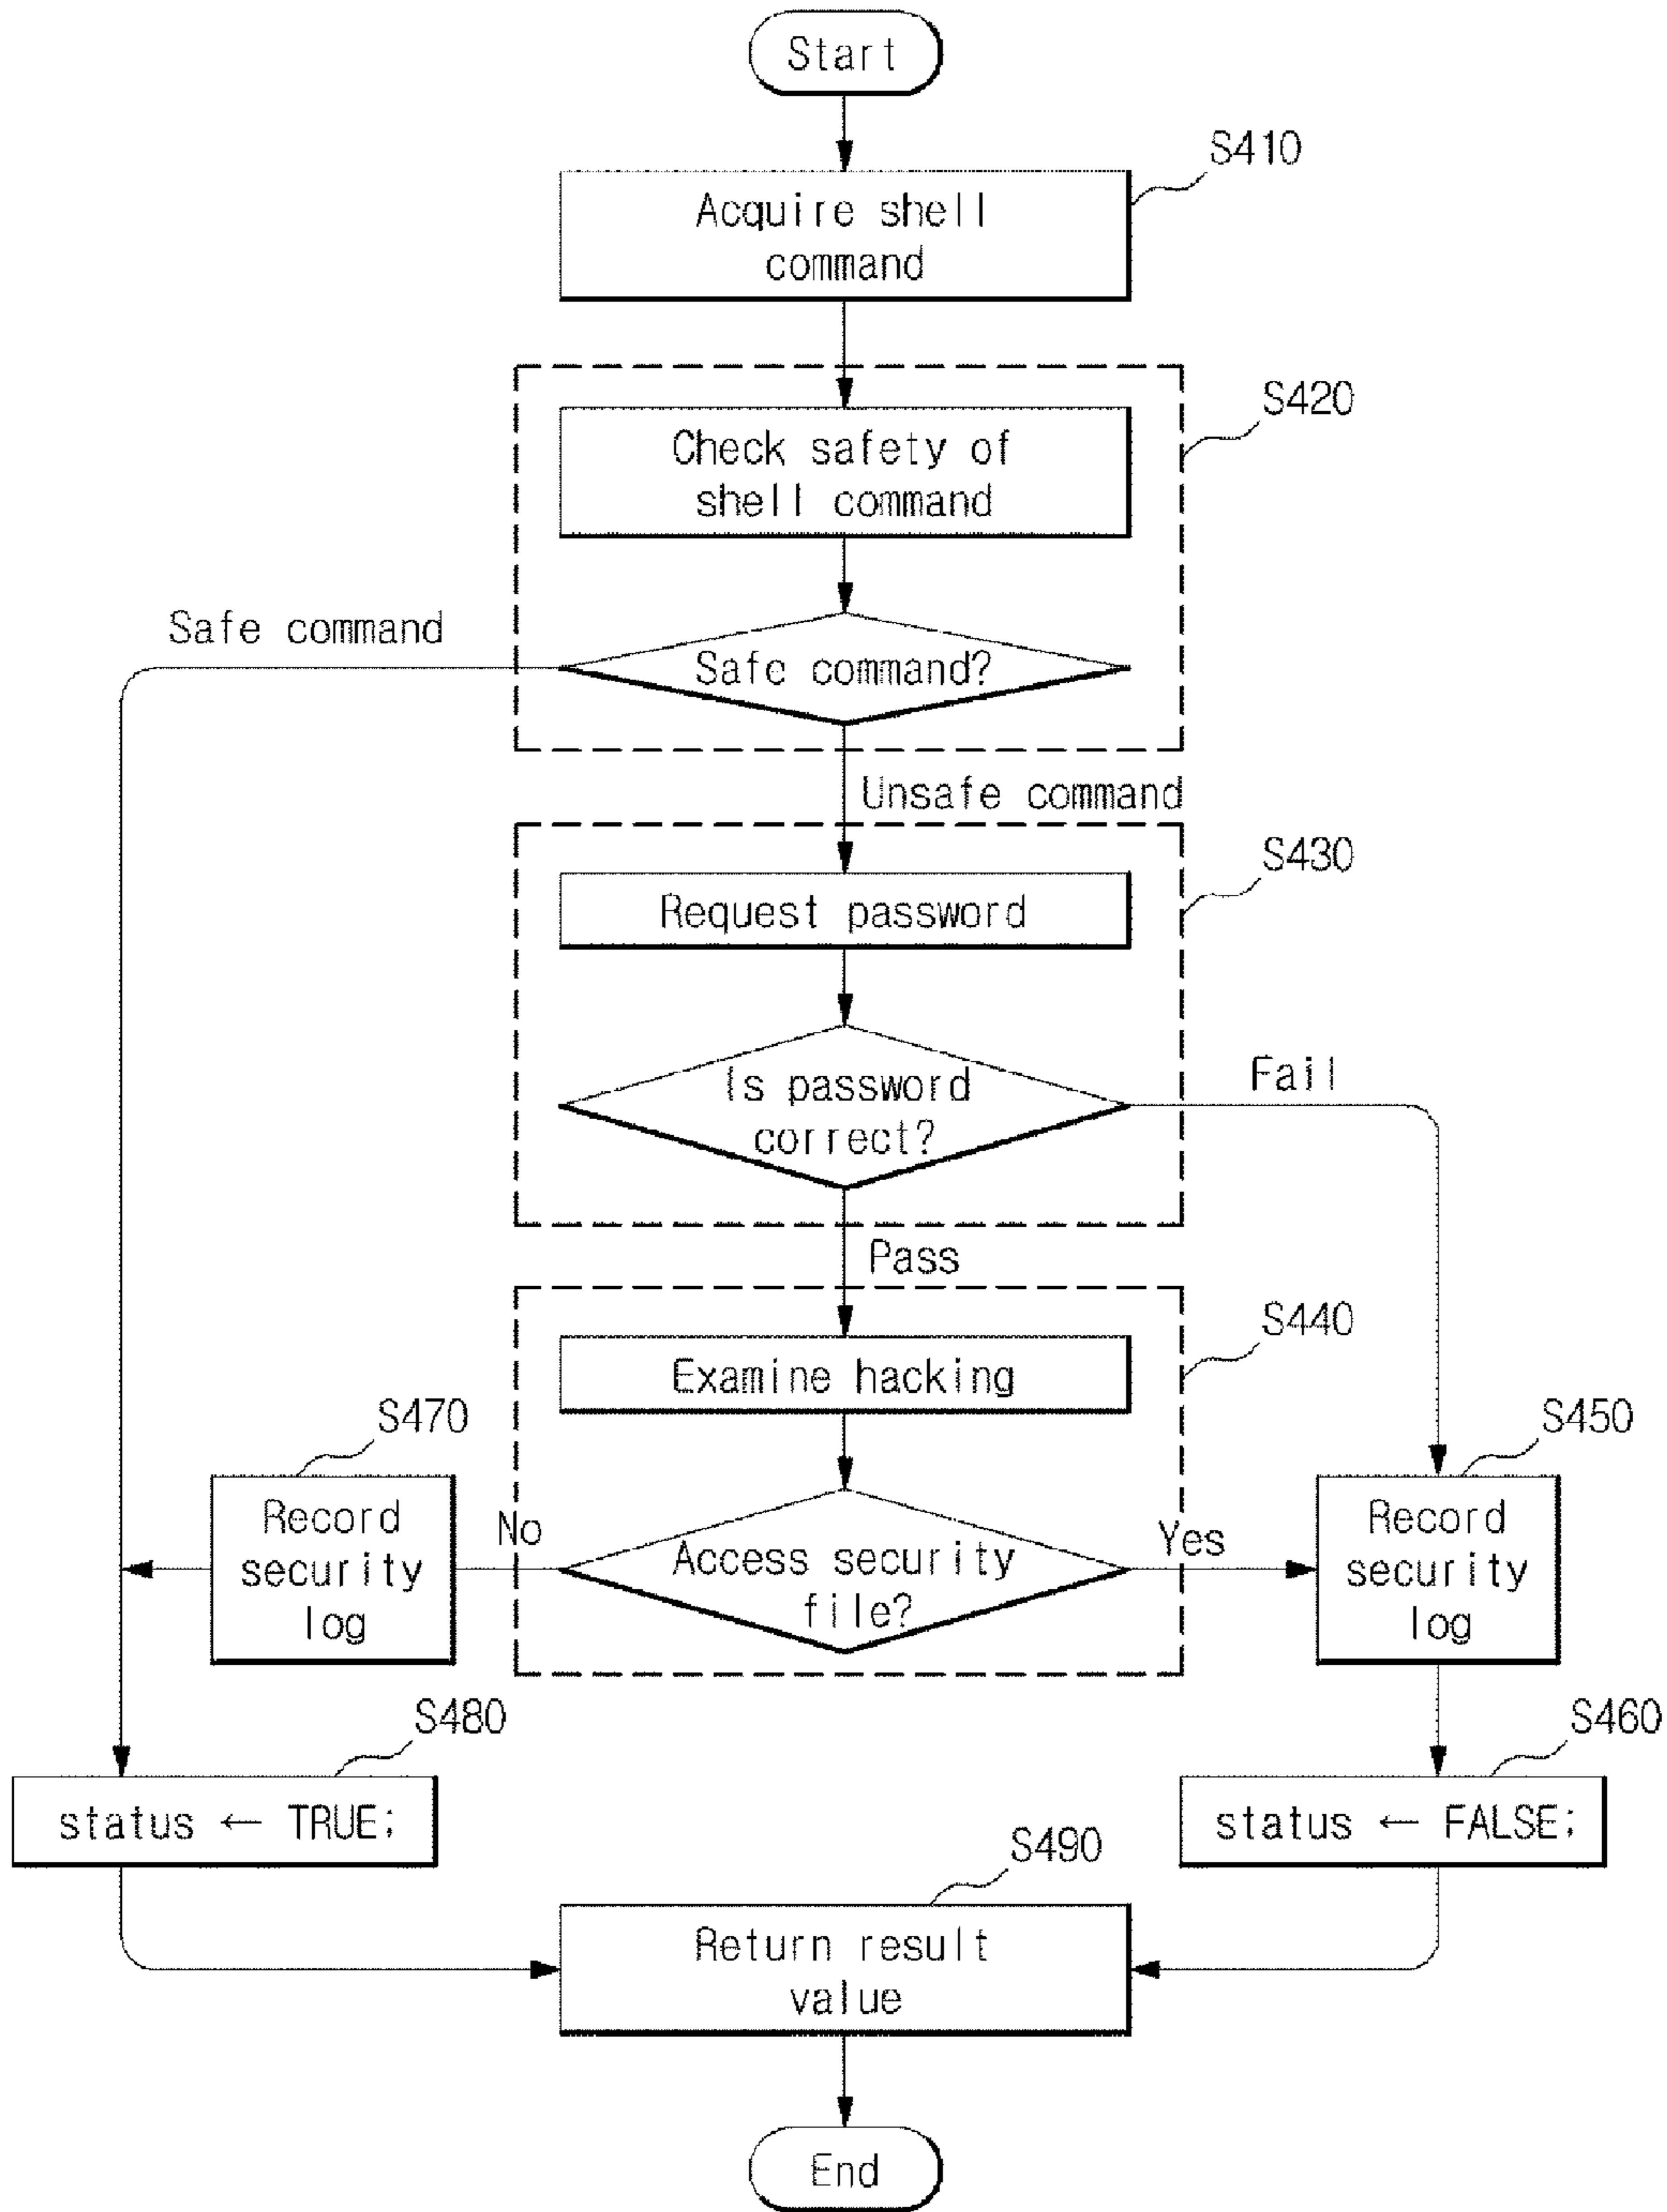 Start
S410
Acquire shell
command
S420
Check safety of
shell command
Safe command
Safe command?
Unsafe command
S430
Request password
Is password
correct?
Fail
Pass
S440
Examine hacking
S470
S450
Record
security
log
No
Access security
file?
Yes
Record
security
log
S480
S460
status ← TRUE;
status ← FALSE;
S490
Return result
value
End